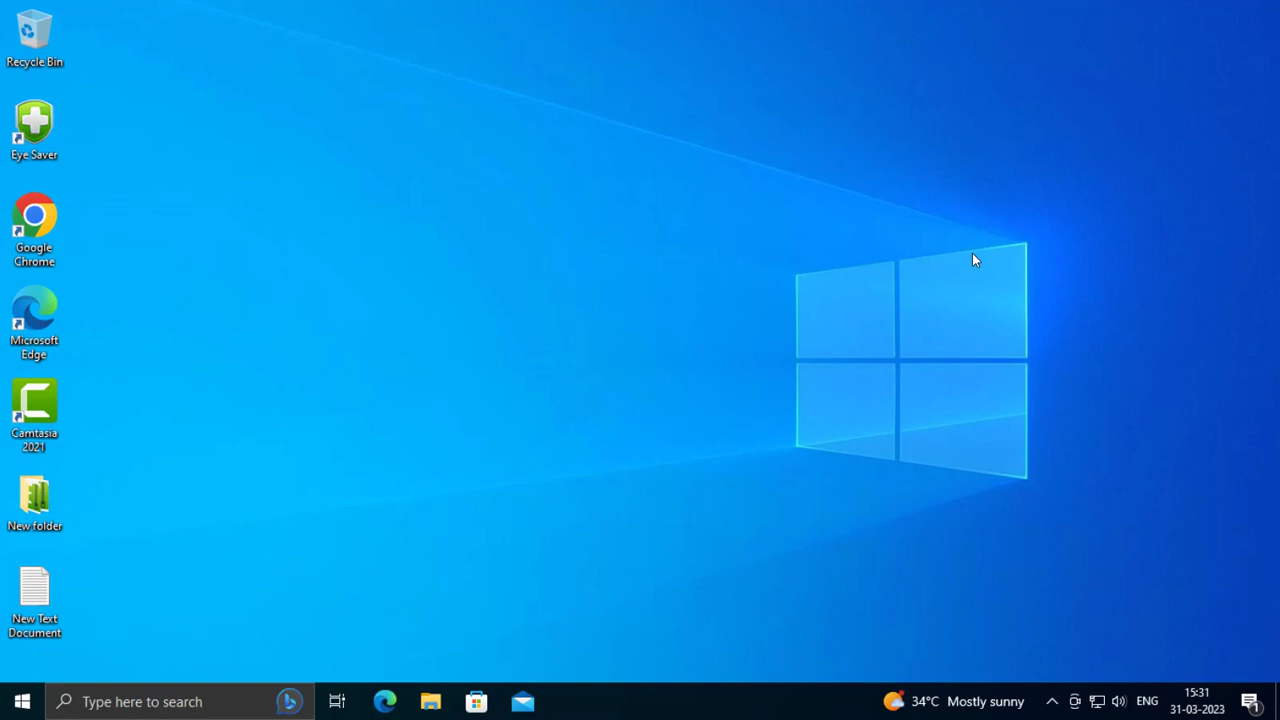 Recycle Bin
Eye Saver
Google
Chrome
Microsoft
Edge
Camtasia
2021
New folder
New Text
Document
Type here to search
34°C Mostly sunny
ENG
15:31
31-03-2023
1